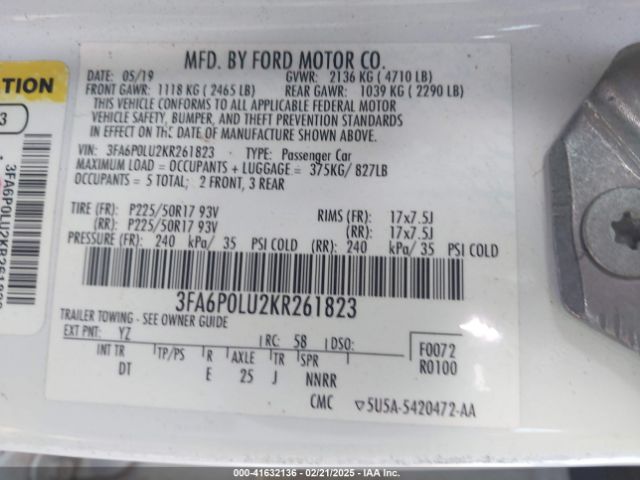 MFD. BY FORD MOTOR CO.
DATE: 05/19 GVWR: 2136 KG ( 4710 LB)
FRONT GAWR: 1118 KG ( 2465 LB) REAR GAWR: 1039 KG ( 2290 LB)
THIS VEHICLE CONFORMS TO ALL APPLICABLE FEDERAL MOTOR
VEHICLE SAFETY, BUMPER, AND THEFT PREVENTION STANDARDS
IN EFFECT ON THE DATE OF MANUFACTURE SHOWN ABOVE.
VIN: 3FA6P0LU2KR261823 TYPE: Passenger Car
MAXIMUM LOAD = OCCUPANTS + LUGGAGE = 375KG/ 827LB
OCCUPANTS = 5 TOTAL; 2 FRONT, 3 REAR
TIRE (FR): P225/50R17 93V RIMS (FR): 17x7.5J
(RR): P225/50R17 93V (RR): 17x7.5J
PRESSURE (FR): 240 kPa/ 35 PSI COLD (RR): 240 kPa/ 35 PSI COLD
3FA6P0LU2KR261823
TRAILER TOWING - SEE OWNER GUIDE
EXT PNT: YZ RC: 58 DSO: F0072
INT TR TP/PS R AXLE TR SPR R0100
DT E 25 J NNRR
CMC ▽5U5A-5420472-AA
TION
3
000-41632136 - 02/21/2025 - IAA Inc.